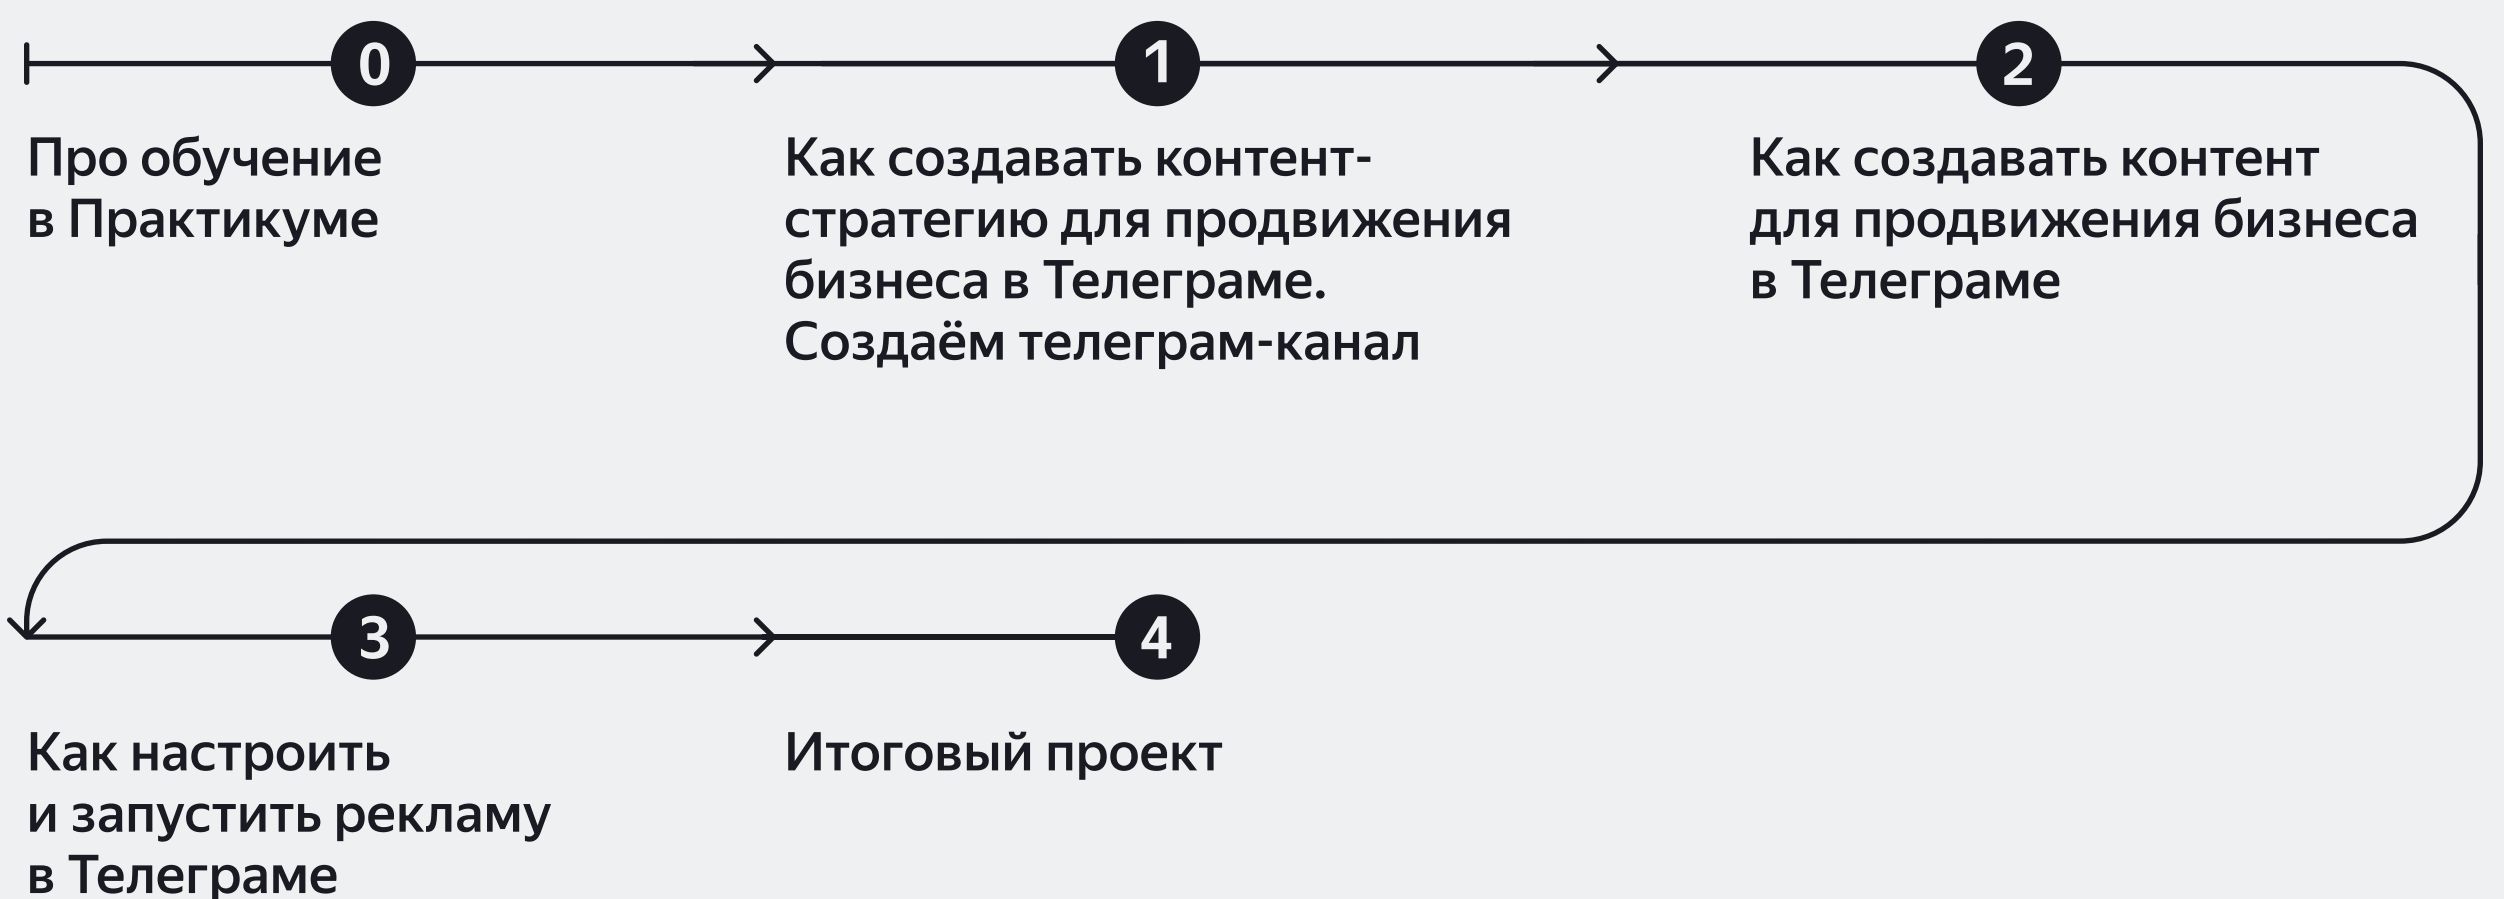 0
1
2
Про обучение
в Практикуме
Как создавать контент-
стратегию для продвижения
бизнеса в Телеграме.
Создаём телеграм-канал
Как создавать контент
для продвижения бизнеса
в Телеграме
3
4
Как настроить
и запустить рекламу
в Телеграме
Итоговый проект